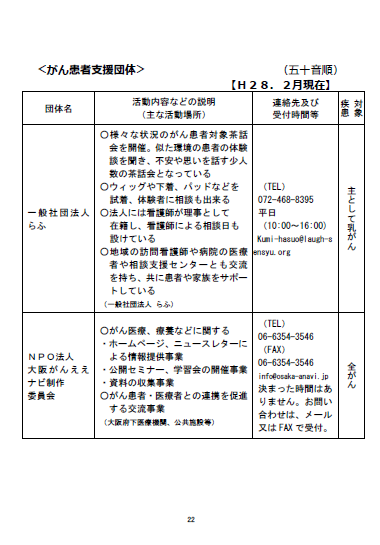 ＜がん患者支援団体＞　（五十音順）
【Ｈ２８．２月現在】
団体名
活動内容などの説明
（主な活動場所）
連絡先及び
受付時間等
対象
疾患
一般社団法人
らふ
〇様々な状況のがん患者対象茶話
会を開催。似た環境の患者の体験
談を聞き、不安や思いを話す少人
数の茶話会となっている
〇ウィッグや下着、パッドなどを
試着、体験者に相談も出来る
〇法人には看護師が理事として
在籍し、看護師による相談日も
設けている
〇地域の訪問看護師や病院の医療
者や相談支援センターとも交流
を持ち、共に患者や家族をサポー
トしている
（一般社団法人 らふ）
（TEL）
072-468-8395
平日
（10:00～16:00）
Kumi-hasuo@laugh-s
ensyu.org
主として乳がん
ＮＰＯ法人
大阪がんええ
ナビ制作
委員会
〇がん医療、療養などに関する
・ホームページ、ニュースレターに
よる情報提供事業
・公開セミナー、学習会の開催事業
・資料の収集事業
〇がん患者・医療者との連携を促進
する交流事業
（大阪府下医療機関、公共施設等）
（TEL）
06-6354-3546
（FAX）
06-6354-3546
info@osaka-anavi.jp
決まった時間はあ
りません。お問い
合わせは、メール
又は FAX で受付。
全がん
22